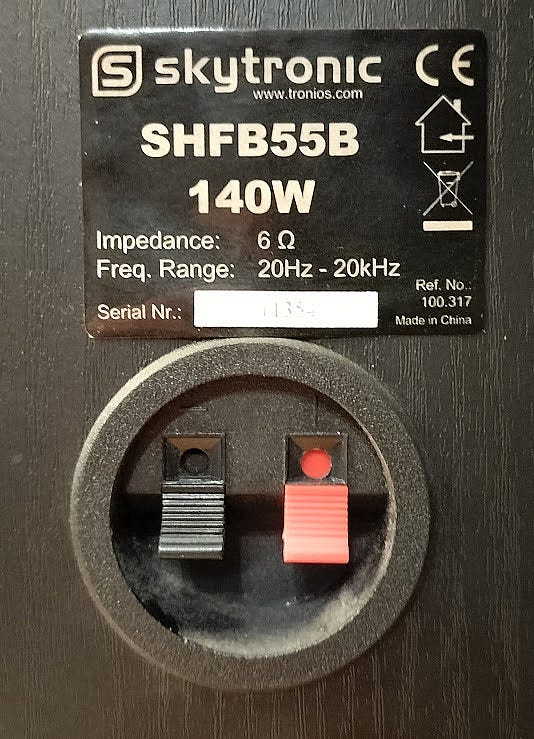 skytronic CE
www.tronios.com
SHFB55B
140W
Impedance: 6 Ω
Freq. Range: 20Hz - 20kHz
Ref. No.:
100.317
Serial Nr.:
Made in China